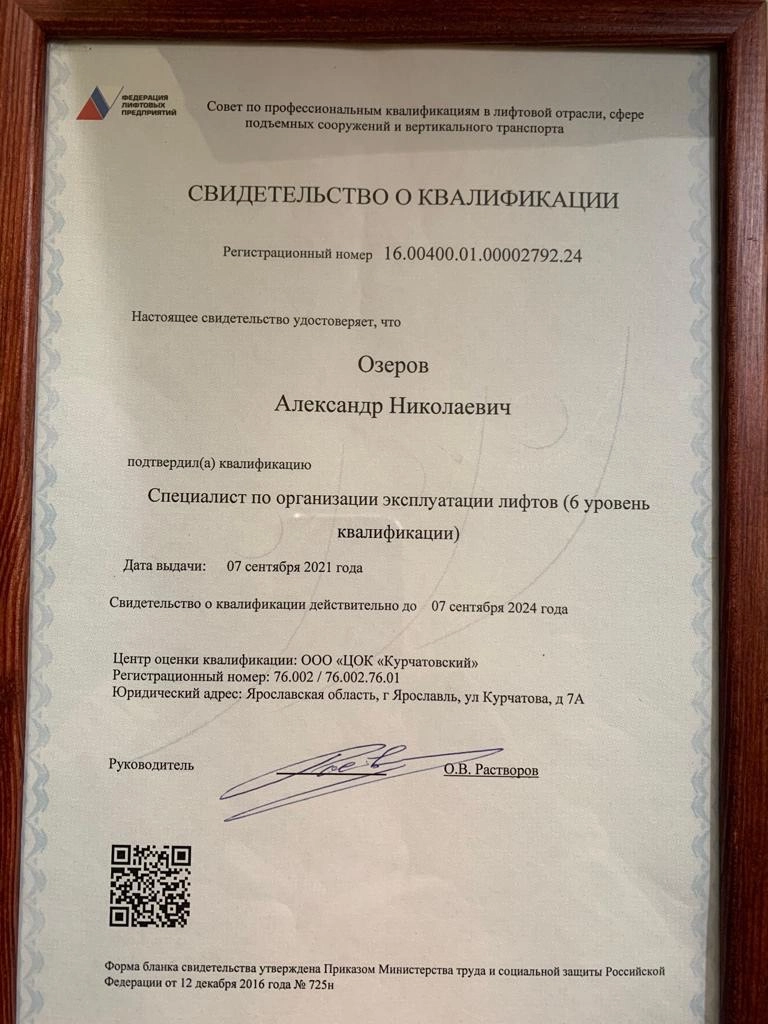 ФЕДЕРАЦИЯ
ЛИФТОВЫХ
ПРЕДПРИЯТИЙ
Совет по профессиональным квалификациям в лифтовой отрасли, сфере
подъемных сооружений и вертикального транспорта
СВИДЕТЕЛЬСТВО О КВАЛИФИКАЦИИ
Регистрационный номер 16.00400.01.00002792.24
Настоящее свидетельство удостоверяет, что
Озеров
Александр Николаевич
подтвердил(а) квалификацию
Специалист по организации эксплуатации лифтов (6 уровень
квалификации)
Дата выдачи: 07 сентября 2021 года
Свидетельство о квалификации действительно до 07 сентября 2024 года
Центр оценки квалификации: ООО «ЦОК «Курчатовский»
Регистрационный номер: 76.002 / 76.002.76.01
Юридический адрес: Ярославская область, г Ярославль, ул Курчатова, д 7А
Руководитель О.В. Растворов
Форма бланка свидетельства утверждена Приказом Министерства труда и социальной защиты Российской
Федерации от 12 декабря 2016 года № 725н